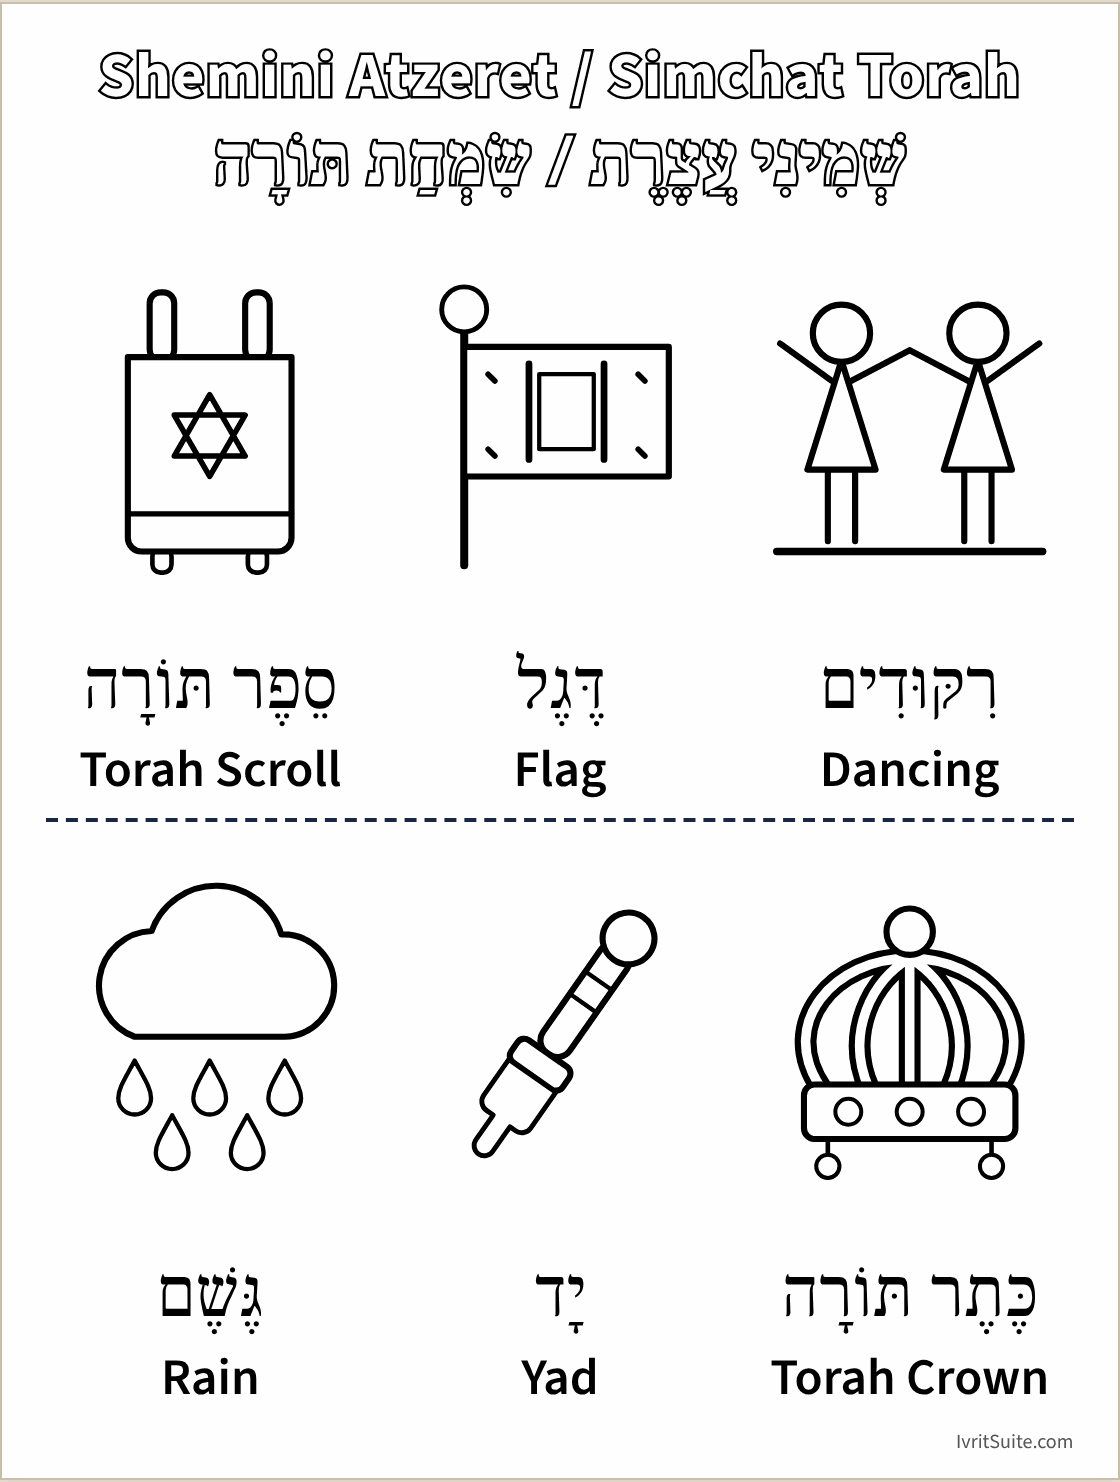 Shemini Atzeret / Simchat Torah
שְׁמִינִי עֲצֶרֶת / שִׂמְחַת תּוֹרָה
סֵפֶר תּוֹרָה
Torah Scroll
דֶּגֶל
Flag
רִקּוּדִים
Dancing
גֶּשֶׁם
Rain
יָד
Yad
כֶּתֶר תּוֹרָה
Torah Crown
IvritSuite.com